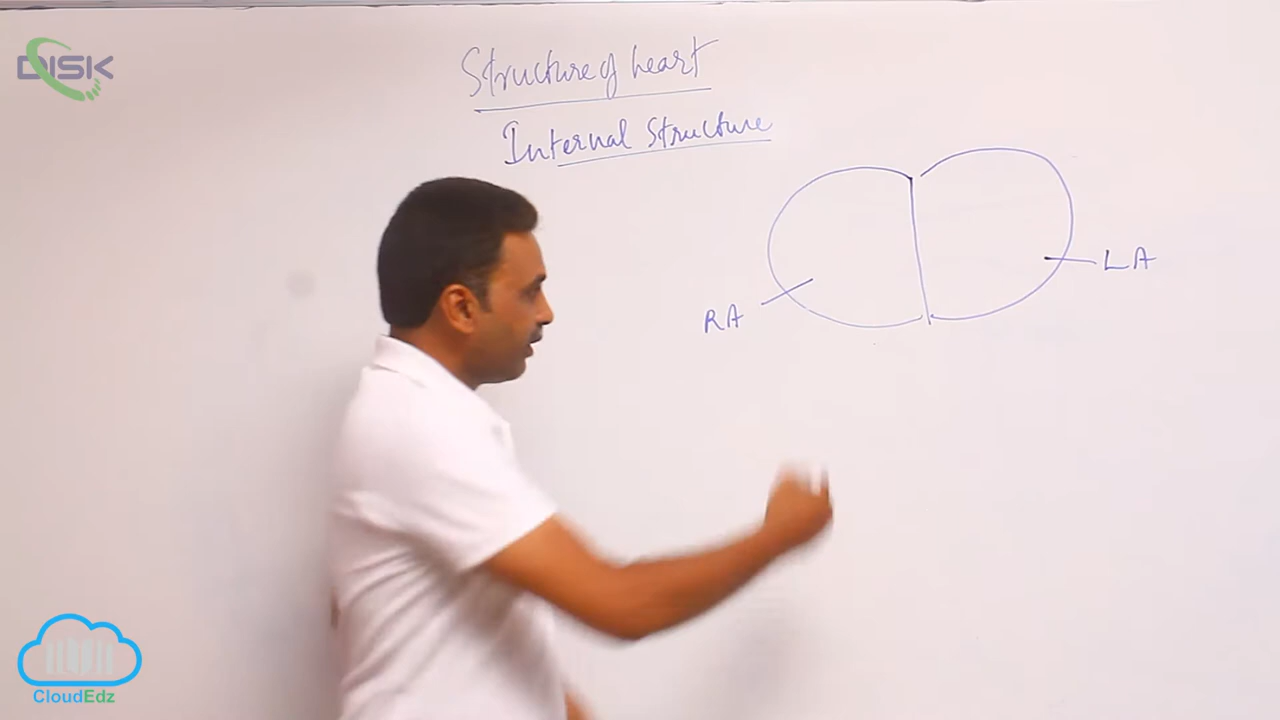 DISK
Structure of heart
Internal Structure
LA
RA
CloudEdz